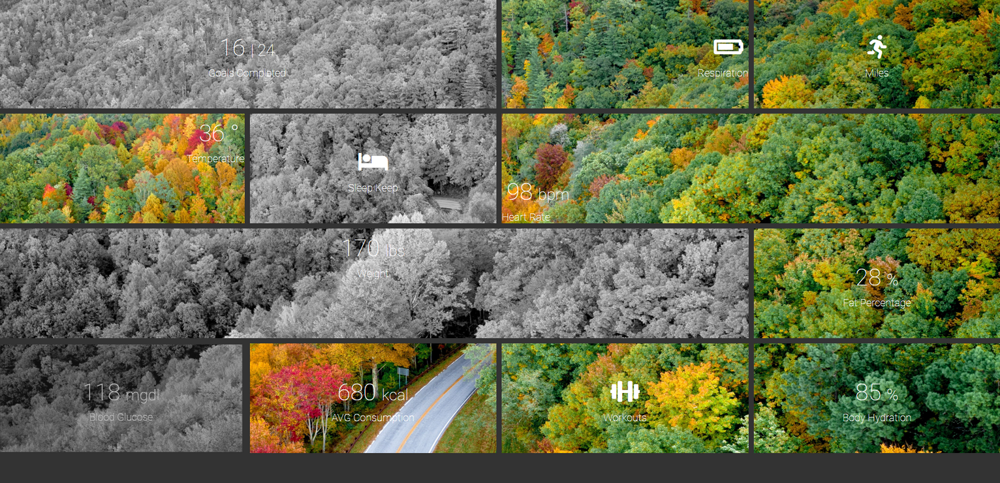 16 | 24
Goals Completed
Respiration
Miles
36 °
Temperature
Sleep Keep
98 bpm
Heart Rate
170 lbs
Weight
28 %
Fat Percentage
118 mgdl
Blood Glucose
680 kcal
AVG Consumption
Workouts
85 %
Body Hydration